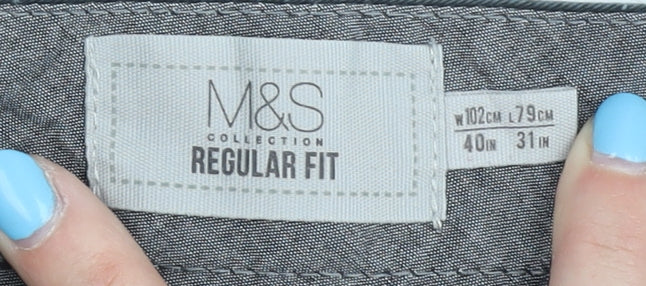 M&S
COLLECTION
REGULAR FIT
W102CM L79CM
40IN 31IN